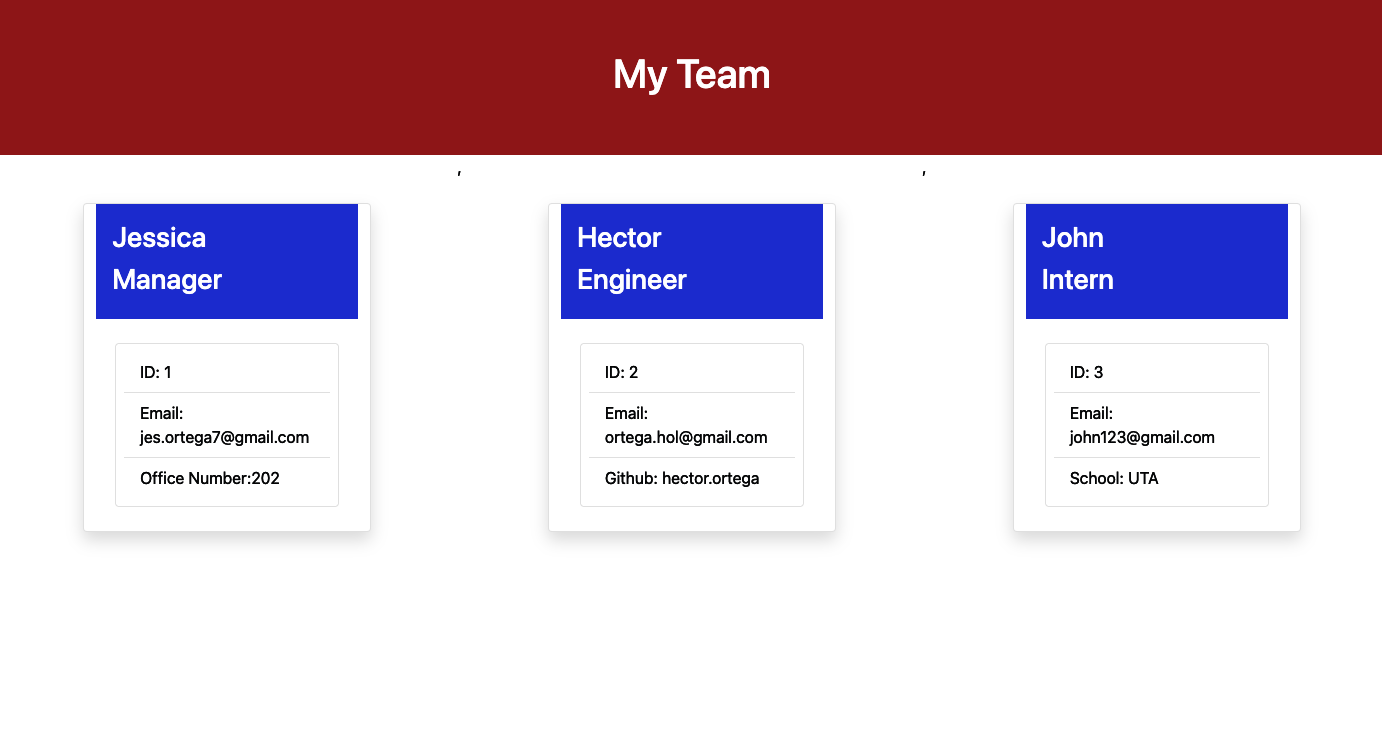 My Team
, ,
Jessica
Manager
ID: 1
Email:
jes.ortega7@gmail.com
Office Number:202
Hector
Engineer
ID: 2
Email:
ortega.hol@gmail.com
Github: hector.ortega
John
Intern
ID: 3
Email:
john123@gmail.com
School: UTA